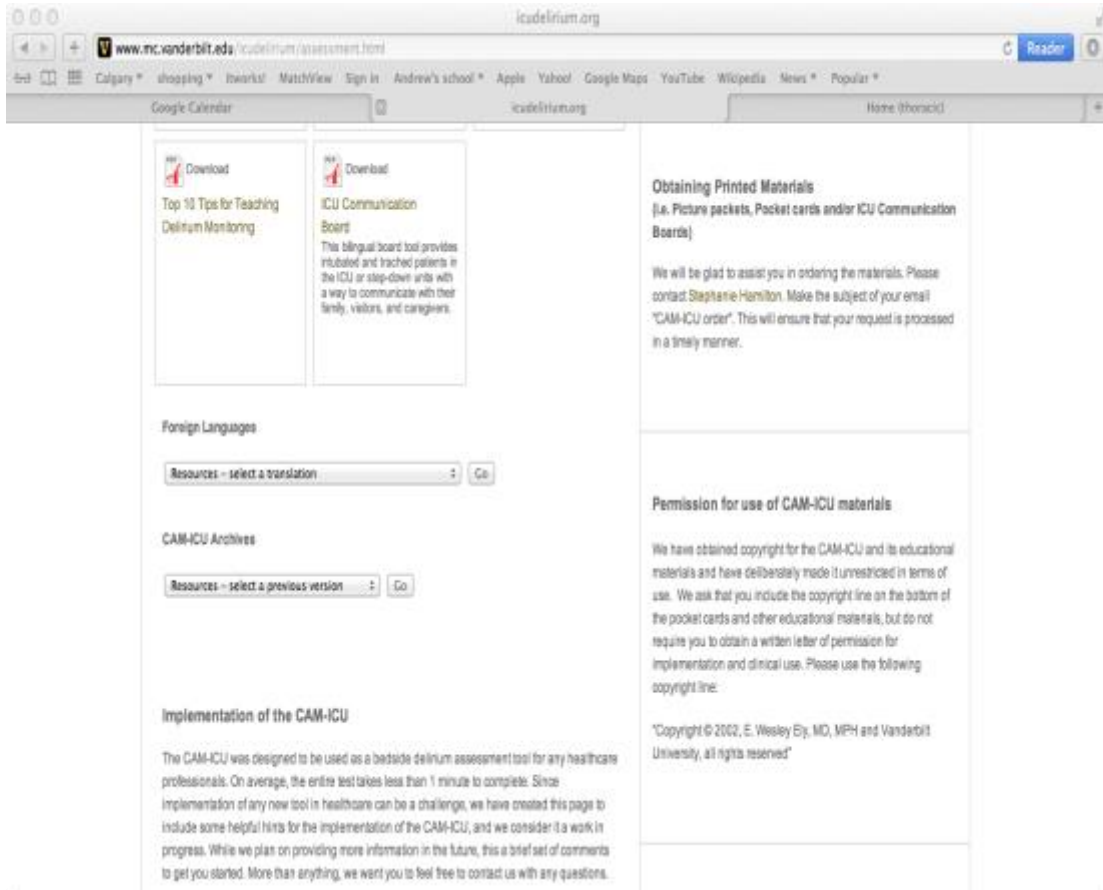 icudelirium.org
www.mc.vanderbilt.edu/icudelirium/assessment.html
Reader
Calgary shopping itworks! MatchView Sign in Andrew's school Apple Yahoo! Google Maps YouTube Wikipedia News Popular
Google Calendar
icudelirium.org
Home (thoracic)
Download
Top 10 Tips for Teaching
Delirium Monitoring
Download
ICU Communication
Board
This bilingual board tool provides
intubated and trached patients in
the ICU or step-down units with
a way to communicate with their
family, visitors, and caregivers.
Foreign Languages
Resources – select a translation
Go
CAM-ICU Archives
Resources – select a previous version
Go
Implementation of the CAM-ICU
The CAM-ICU was designed to be used as a bedside delirium assessment tool for any healthcare
professionals. On average, the entire test takes less than 1 minute to complete. Since
implementation of any new tool in healthcare can be a challenge, we have created this page to
include some helpful hints for the implementation of the CAM-ICU, and we consider it a work in
progress. While we plan on providing more information in the future, this a brief set of comments
to get you started. More than anything, we want you to feel free to contact us with any questions.
Obtaining Printed Materials
(i.e. Picture packets, Pocket cards and/or ICU Communication
Boards)
We will be glad to assist you in ordering the materials. Please
contact Stephanie Hamilton. Make the subject of your email
"CAM-ICU order". This will ensure that your request is processed
in a timely manner.
Permission for use of CAM-ICU materials
We have obtained copyright for the CAM-ICU and its educational
materials and have deliberately made it unrestricted in terms of
use. We ask that you include the copyright line on the bottom of
the pocket cards and other educational materials, but do not
require you to obtain a written letter of permission for
implementation and clinical use. Please use the following
copyright line:
"Copyright © 2002, E. Wesley Ely, MD, MPH and Vanderbilt
University, all rights reserved"